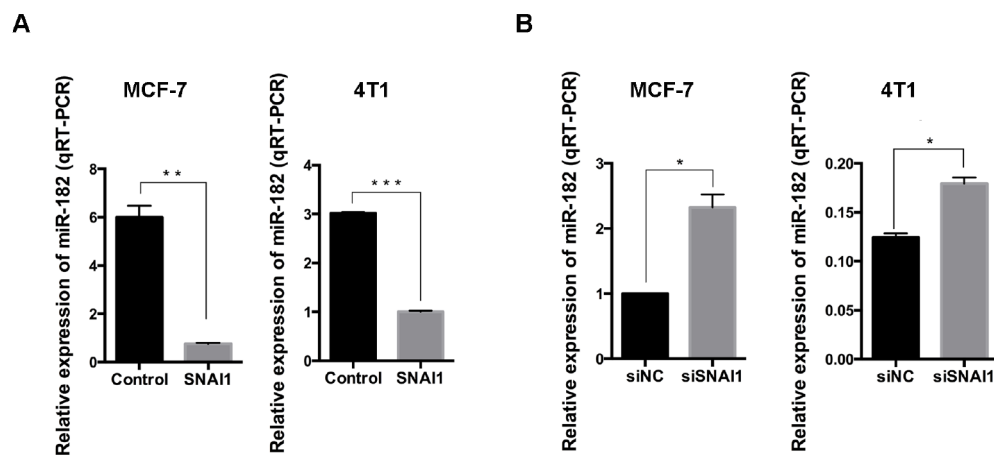 A
MCF-7
Relative expression of miR-182 (qRT-PCR)
8
6
4
2
0
**
Control SNAI1
4T1
Relative expression of miR-182 (qRT-PCR)
4
3
2
1
0
***
Control SNAI1
B
MCF-7
Relative expression of miR-182 (qRT-PCR)
3
2
1
0
*
siNC siSNAI1
4T1
Relative expression of miR-182 (qRT-PCR)
0.20
0.15
0.10
0.05
0.00
*
siNC siSNAI1